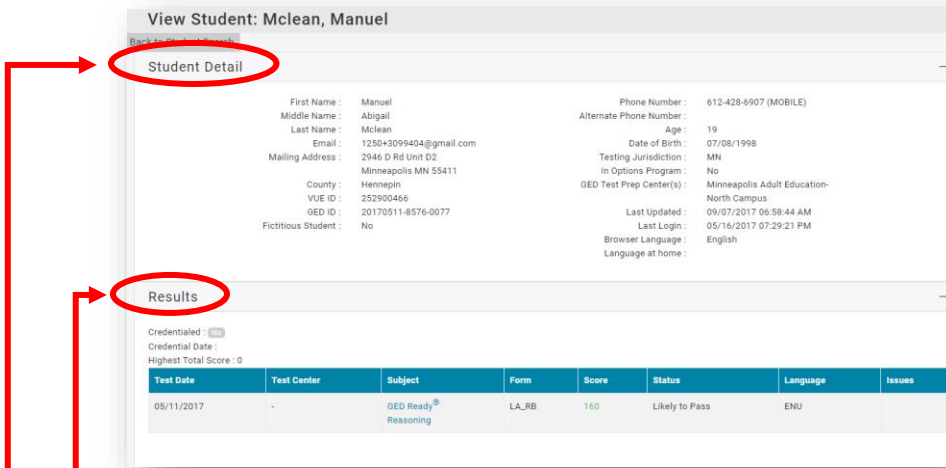 View Student: Mclean, Manuel
Back to Student Search
Student Detail
First Name : Manuel
Middle Name : Abigail
Last Name : Mclean
Email : 1250+3099404@gmail.com
Mailing Address : 2946 D Rd Unit D2
Minneapolis MN 55411
County : Hennepin
VUE ID : 252900466
GED ID : 20170511-8576-0077
Fictitious Student : No
Phone Number : 612-428-6907 (MOBILE)
Alternate Phone Number :
Age : 19
Date of Birth : 07/08/1998
Testing Jurisdiction : MN
In Options Program : No
GED Test Prep Center(s) : Minneapolis Adult Education-
North Campus
Last Updated : 09/07/2017 06:58:44 AM
Last Login : 05/16/2017 07:29:21 PM
Browser Language : English
Language at home :
Results
Credentialed : No
Credential Date :
Highest Total Score : 0
Test Date Test Center Subject Form Score Status Language Issues
05/11/2017 - GED Ready® LA_RB 160 Likely to Pass ENU
Reasoning